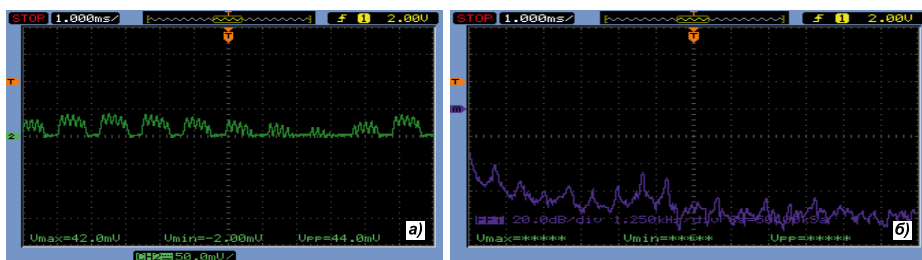 STOP 1.000ms/ T 1 2.00V
T
T
2
Vmax=42.0mV Vmin=-2.00mV VPP=44.0mV
а)
CH2 50.0mV/
STOP 1.000ms/ T 1 2.00V
T
T
m
FFT 20.0dB/div 1.250kHz/div
Vmax=***** Vmin=***** VPP=*****
б)